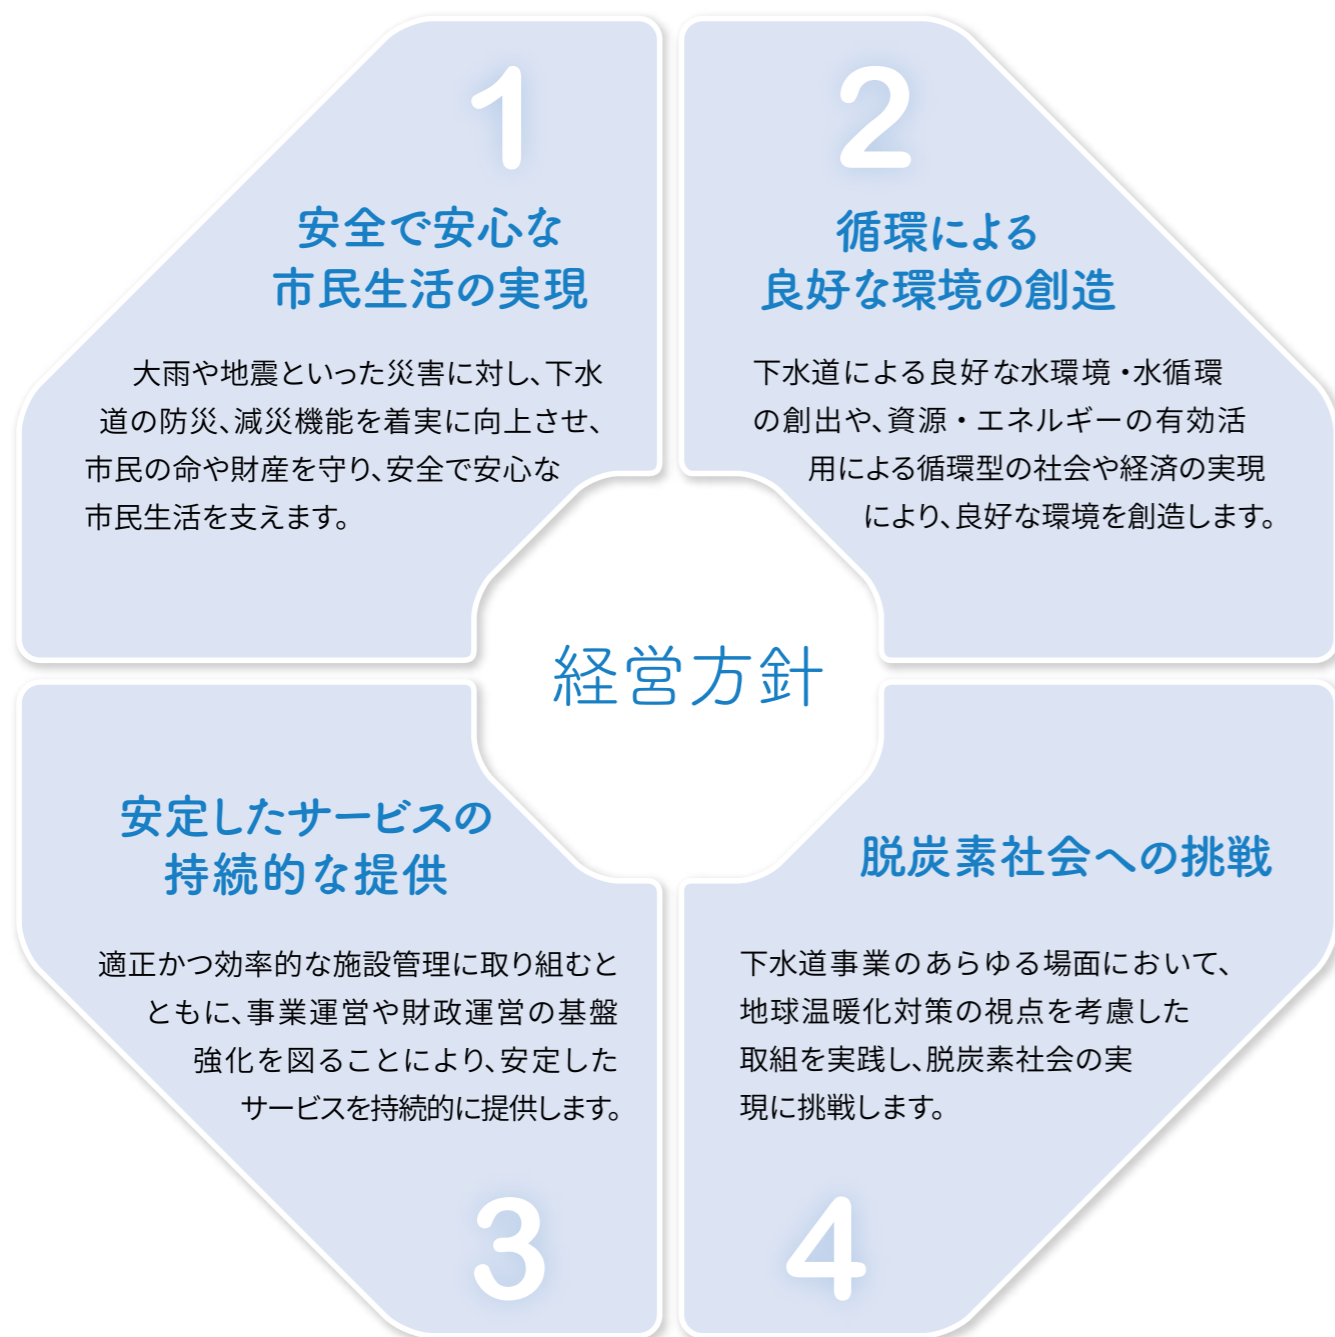 1
安全で安心な
市民生活の実現
大雨や地震といった災害に対し、下水
道の防災、減災機能を着実に向上させ、
市民の命や財産を守り、安全で安心な
市民生活を支えます。
2
循環による
良好な環境の創造
下水道による良好な水環境・水循環
の創出や、資源・エネルギーの有効活
用による循環型の社会や経済の実現
により、良好な環境を創造します。
経営方針
安定したサービスの
持続的な提供
適正かつ効率的な施設管理に取り組むと
ともに、事業運営や財政運営の基盤
強化を図ることにより、安定した
サービスを持続的に提供します。
3
脱炭素社会への挑戦
下水道事業のあらゆる場面において、
地球温暖化対策の視点を考慮した
取組を実践し、脱炭素社会の実
現に挑戦します。
4